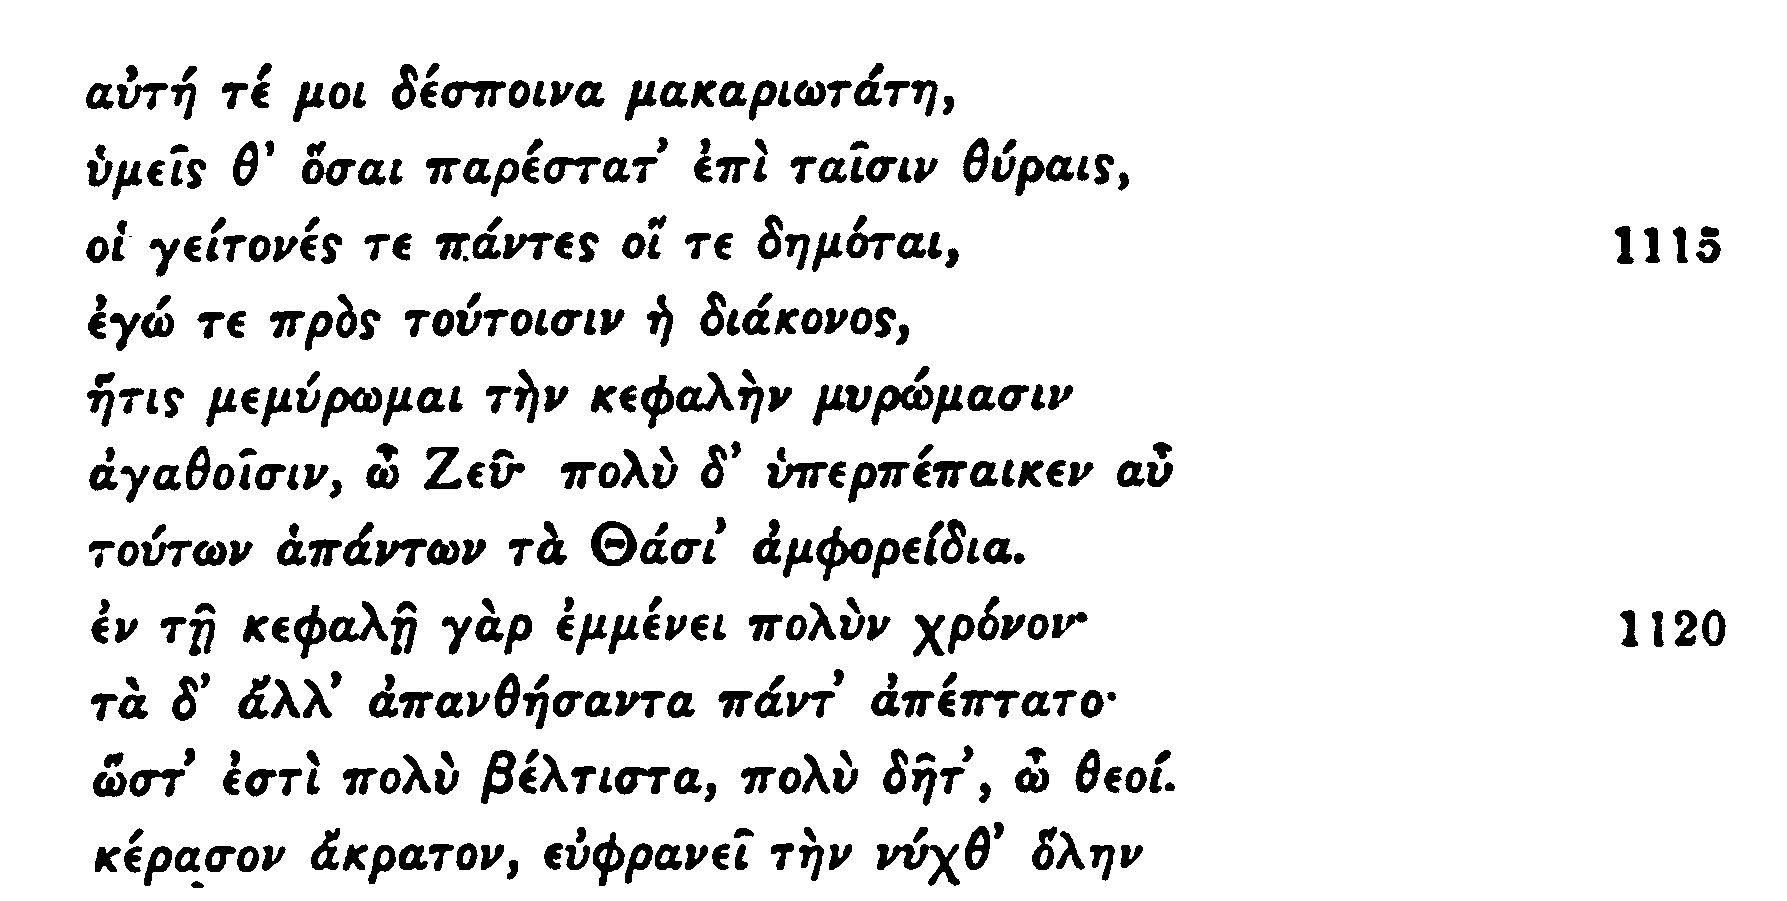 αὐτή τέ μοι δέσποινα μακαριωτάτη,
ὑμεῖς θ' ὅσαι παρέστατ' ἐπὶ ταῖσιν θύραις,
οἱ γείτονές τε πάντες οἵ τε δημόται, 1115
ἐγώ τε πρὸς τούτοισιν ἡ διάκονος,
ἥτις μεμύρωμαι τὴν κεφαλὴν μυρώμασιν
ἀγαθοῖσιν, ὦ Ζεῦ· πολὺ δ' ὑπερπέπαικεν αὖ
τούτων ἁπάντων τὰ Θάσι' ἀμφορείδια.
ἐν τῇ κεφαλῇ γὰρ ἐμμένει πολὺν χρόνον· 1120
τὰ δ' ἄλλ' ἀπανθήσαντα πάντ' ἀπέπτατο·
ὥστ' ἐστὶ πολὺ βέλτιστα, πολὺ δῆτ', ὦ θεοί.
κέρασον ἄκρατον, εὐφρανεῖ τὴν νύχθ' ὅλην